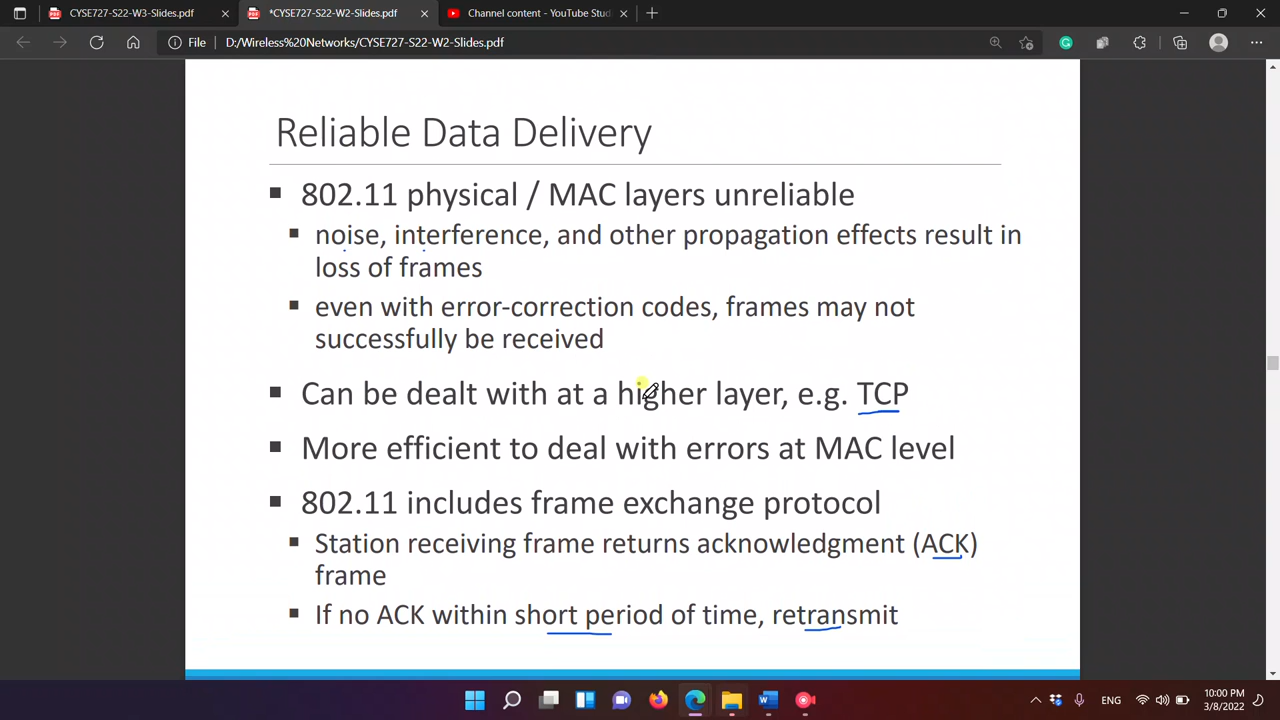 CYSE727-S22-W3-Slides.pdf
*CYSE727-S22-W2-Slides.pdf
Channel content - YouTube Stud
File
D:/Wireless%20Networks/CYSE727-S22-W2-Slides.pdf
Reliable Data Delivery
802.11 physical / MAC layers unreliable
noise, interference, and other propagation effects result in
loss of frames
even with error-correction codes, frames may not
successfully be received
Can be dealt with at a higher layer, e.g. TCP
More efficient to deal with errors at MAC level
802.11 includes frame exchange protocol
Station receiving frame returns acknowledgment (ACK)
frame
If no ACK within short period of time, retransmit
ENG
10:00 PM
3/8/2022